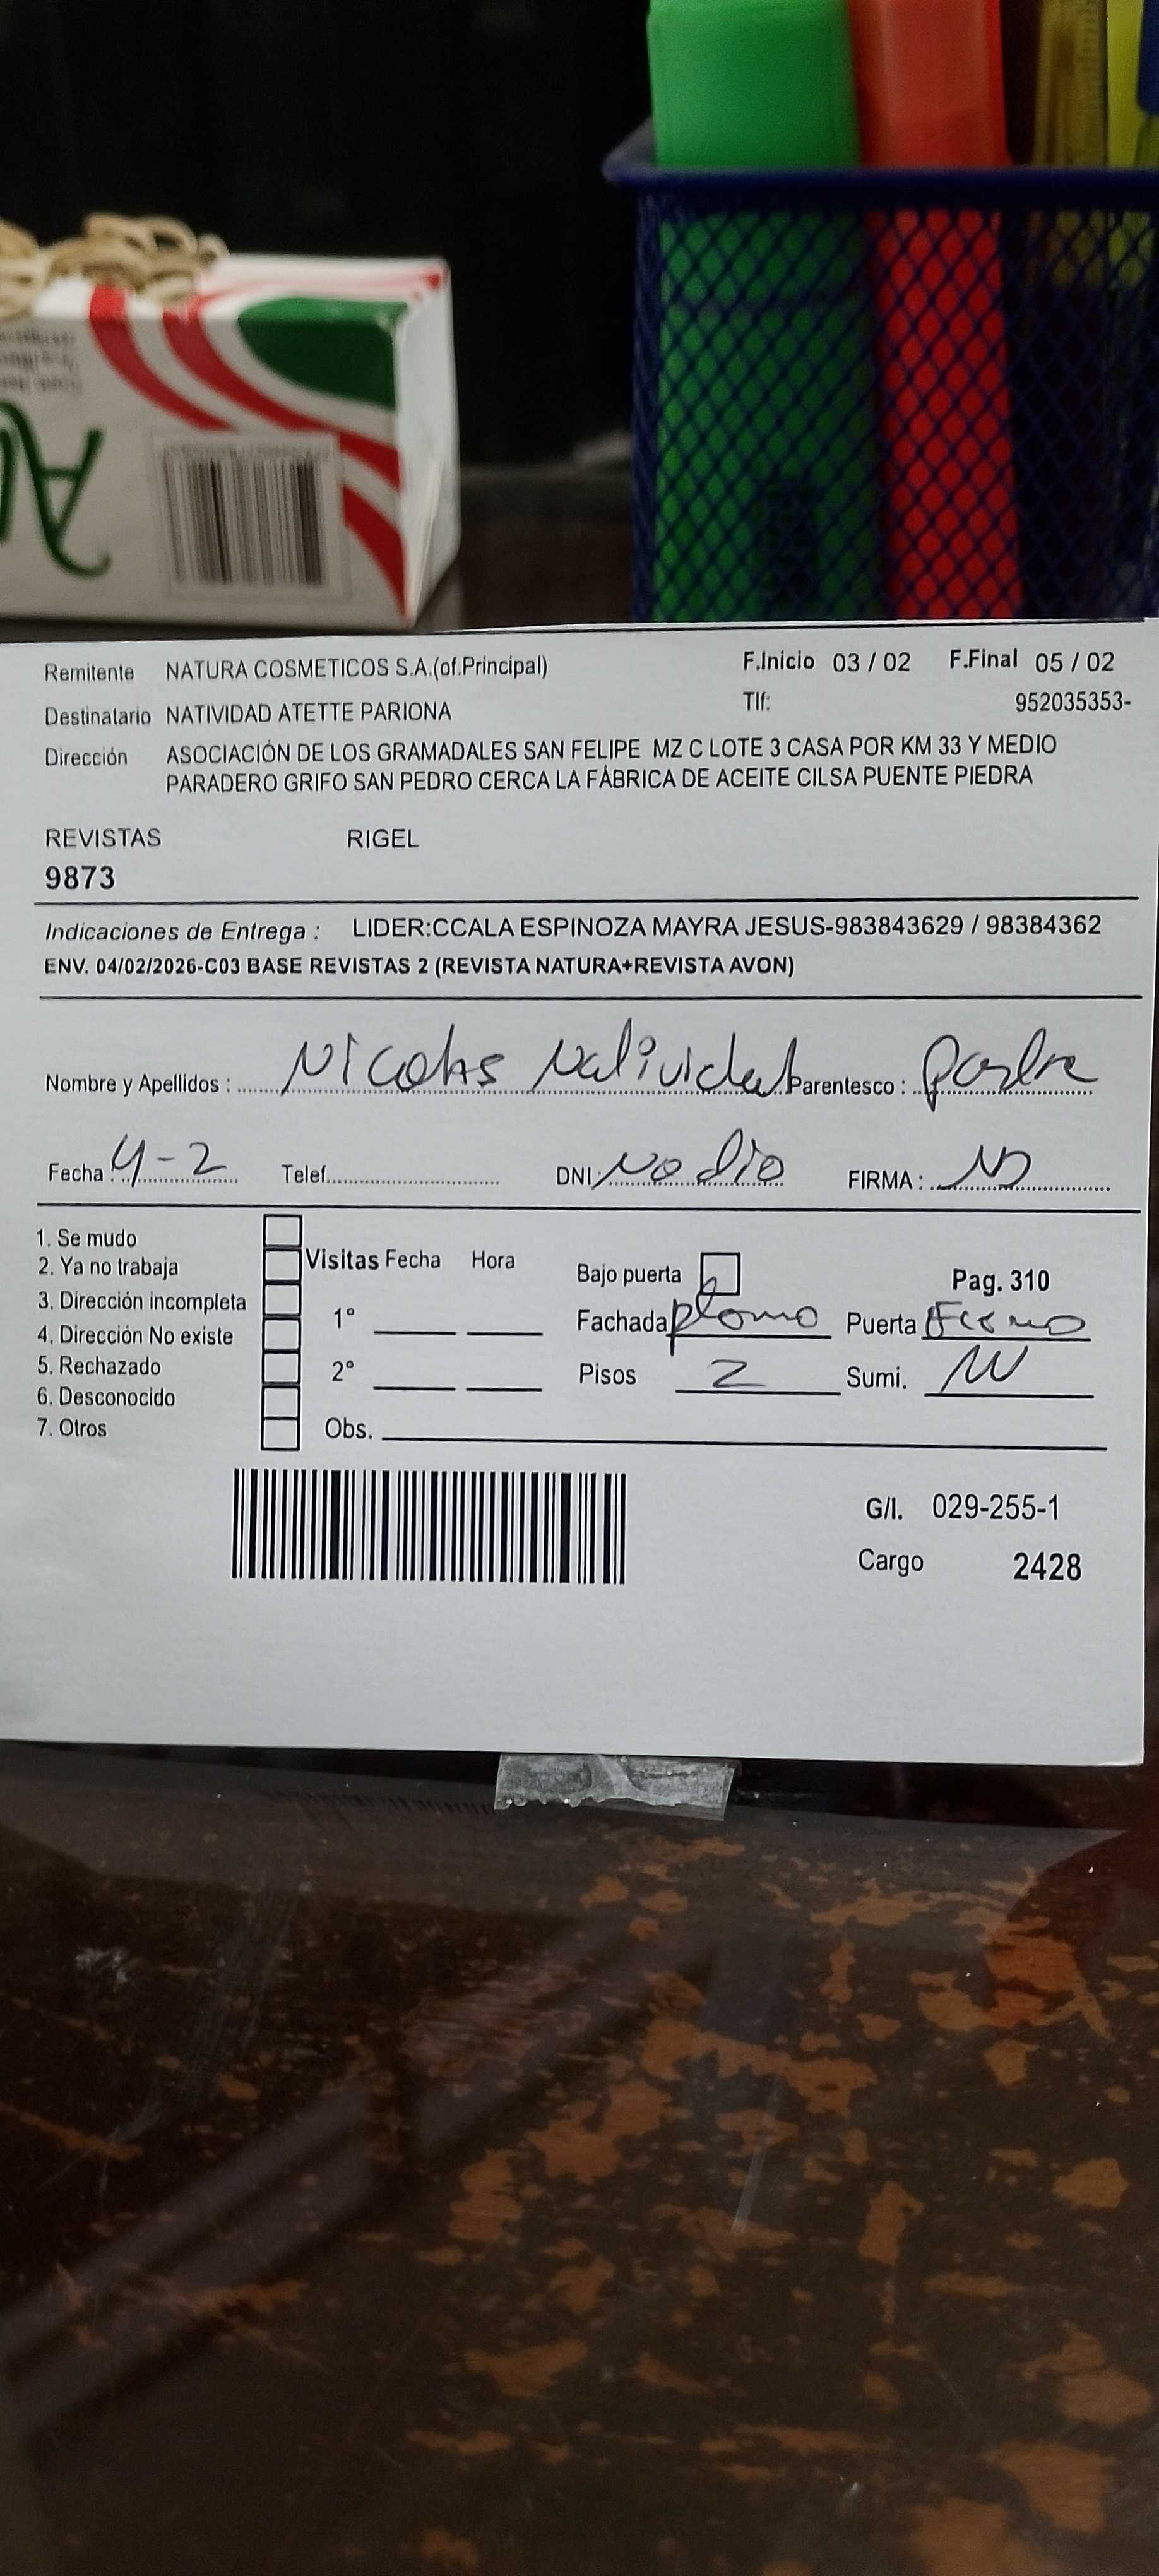 Remitente NATURA COSMETICOS S.A.(of.Principal) F.Inicio 03 / 02 F.Final 05 / 02
Destinatario NATIVIDAD ATETTE PARIONA Tlf: 952035353-
Dirección ASOCIACIÓN DE LOS GRAMADALES SAN FELIPE MZ C LOTE 3 CASA POR KM 33 Y MEDIO
PARADERO GRIFO SAN PEDRO CERCA LA FÁBRICA DE ACEITE CILSA PUENTE PIEDRA
REVISTAS RIGEL
9873
Indicaciones de Entrega : LIDER:CCALA ESPINOZA MAYRA JESUS-983843629 / 98384362
ENV. 04/02/2026-C03 BASE REVISTAS 2 (REVISTA NATURA+REVISTA AVON)
Nombre y Apellidos : Nicolas Natividad Parentesco : Padre
Fecha : 4-2 Telef. DNI: No dio FIRMA :
1. Se mudo
2. Ya no trabaja Visitas Fecha Hora Bajo puerta Pag. 310
3. Dirección incompleta 1° Fachada plomo Puerta Fierro
4. Dirección No existe
5. Rechazado 2° Pisos 2 Sumi.
6. Desconocido
7. Otros Obs.
G/I. 029-255-1
Cargo 2428